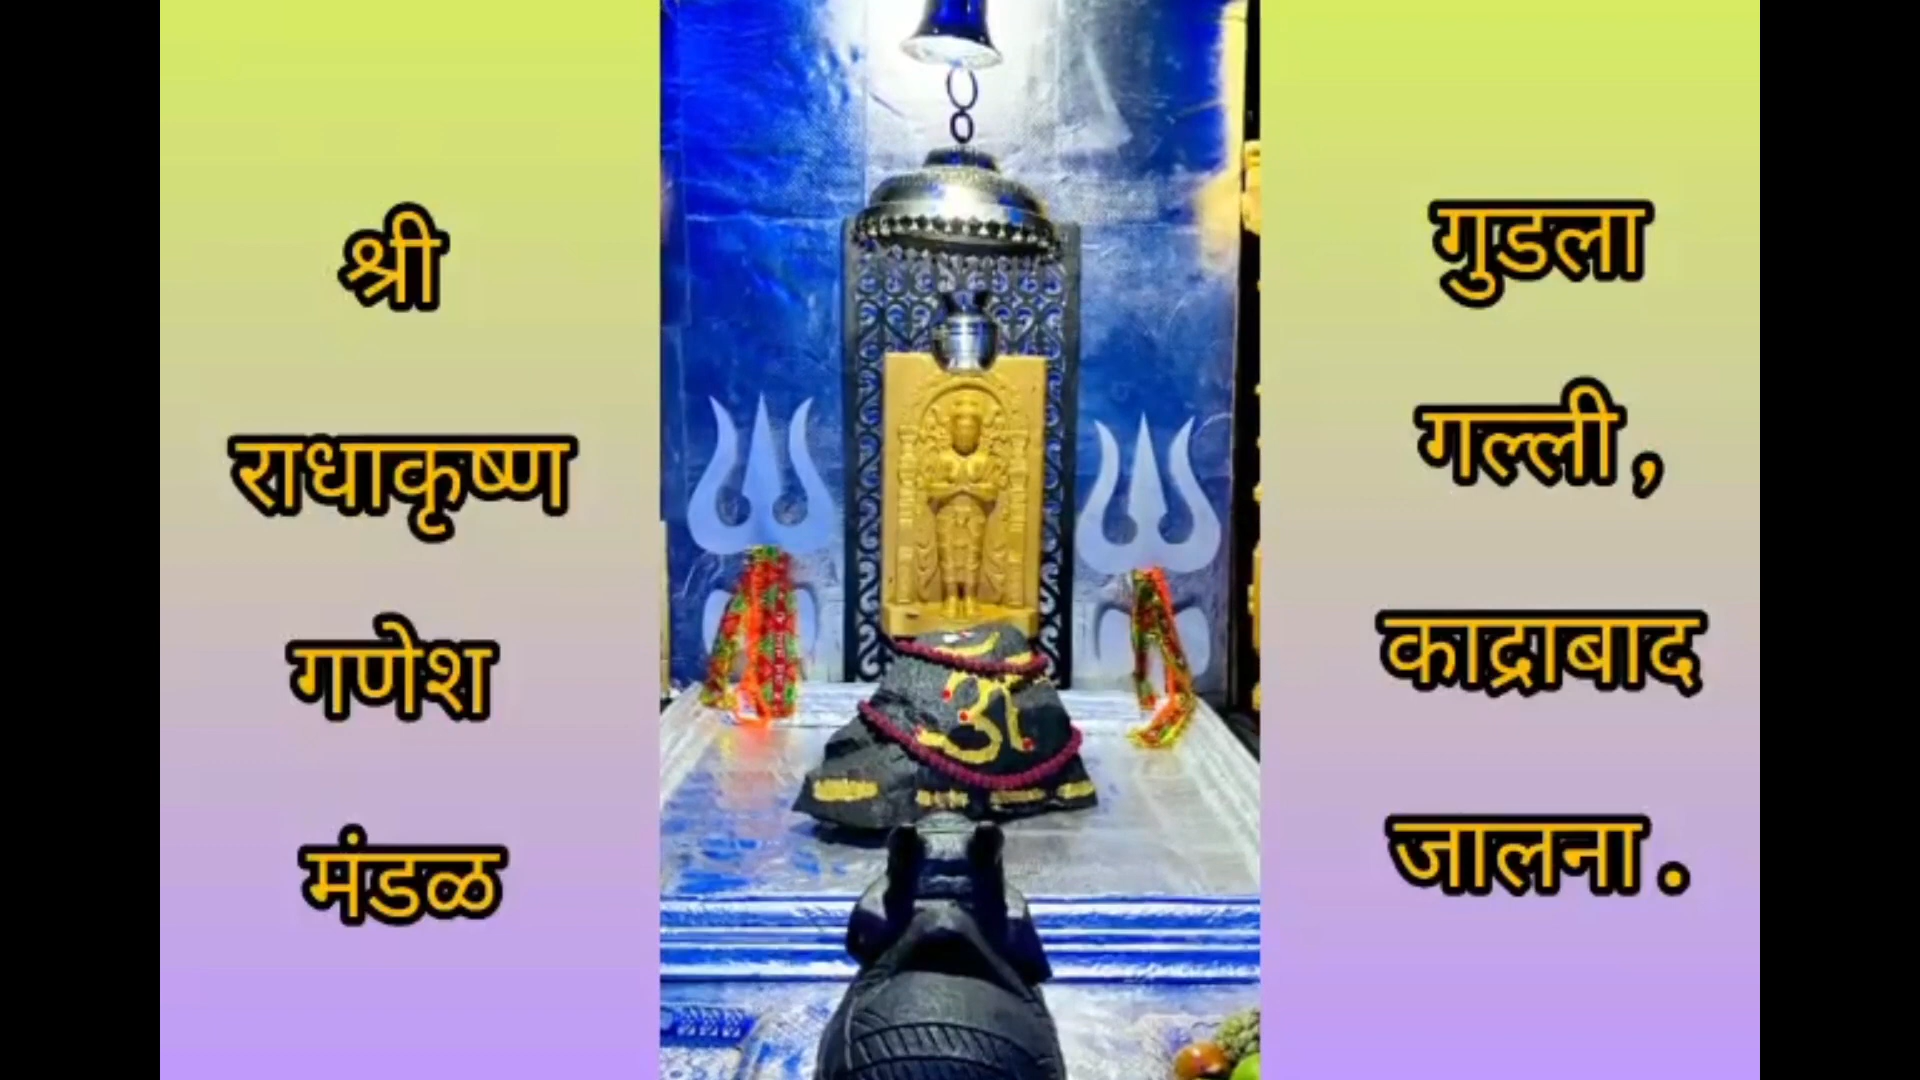 श्री
राधाकृष्ण
गणेश
मंडळ
गुडला
गल्ली,
काद्राबाद
जालना.
ॐ